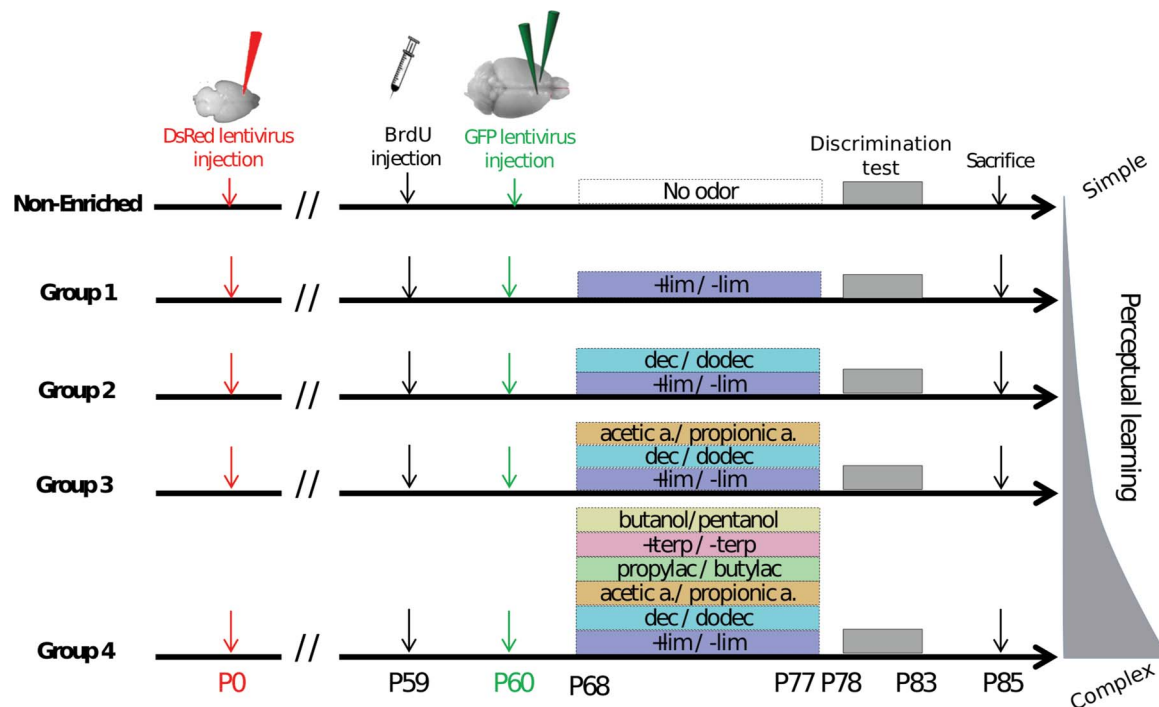 DsRed lentivirus
injection
BrdU
injection
GFP lentivirus
injection
Discrimination
test
Sacrifice
Simple
Non-Enriched
//
No odor
Group 1
//
+lim / -lim
Group 2
//
dec / dodec
+lim / -lim
Group 3
//
acetic a./ propionic a.
dec / dodec
+lim / -lim
Group 4
//
butanol/pentanol
+terp / -terp
propylac / butylac
acetic a./ propionic a.
dec / dodec
+lim / -lim
Perceptual learning
P0
P59
P60
P68
P77
P78
P83
P85
Complex